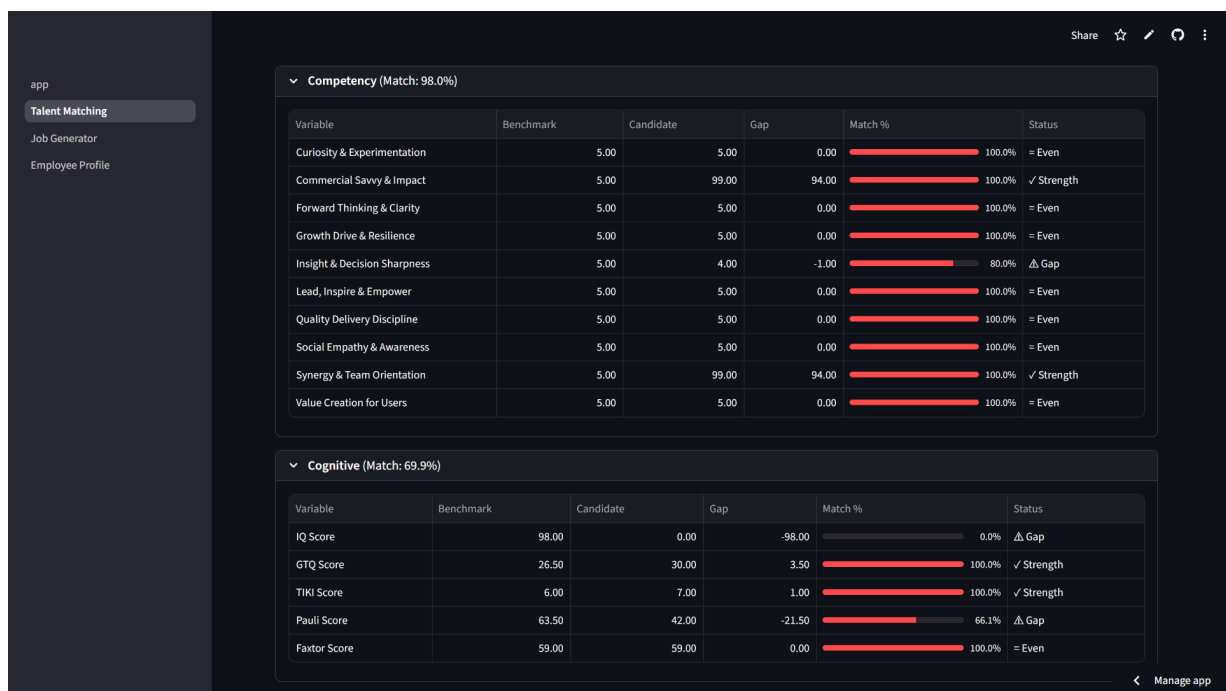 Share
app
Talent Matching
Job Generator
Employee Profile
Competency (Match: 98.0%)
Variable Benchmark Candidate Gap Match % Status
Curiosity & Experimentation 5.00 5.00 0.00 100.0% = Even
Commercial Savvy & Impact 5.00 99.00 94.00 100.0% ✓ Strength
Forward Thinking & Clarity 5.00 5.00 0.00 100.0% = Even
Growth Drive & Resilience 5.00 5.00 0.00 100.0% = Even
Insight & Decision Sharpness 5.00 4.00 -1.00 80.0% ⚠ Gap
Lead, Inspire & Empower 5.00 5.00 0.00 100.0% = Even
Quality Delivery Discipline 5.00 5.00 0.00 100.0% = Even
Social Empathy & Awareness 5.00 5.00 0.00 100.0% = Even
Synergy & Team Orientation 5.00 99.00 94.00 100.0% ✓ Strength
Value Creation for Users 5.00 5.00 0.00 100.0% = Even
Cognitive (Match: 69.9%)
Variable Benchmark Candidate Gap Match % Status
IQ Score 98.00 0.00 -98.00 0.0% ⚠ Gap
GTQ Score 26.50 30.00 3.50 100.0% ✓ Strength
TIKI Score 6.00 7.00 1.00 100.0% ✓ Strength
Pauli Score 63.50 42.00 -21.50 66.1% ⚠ Gap
Faxtor Score 59.00 59.00 0.00 100.0% = Even
Manage app